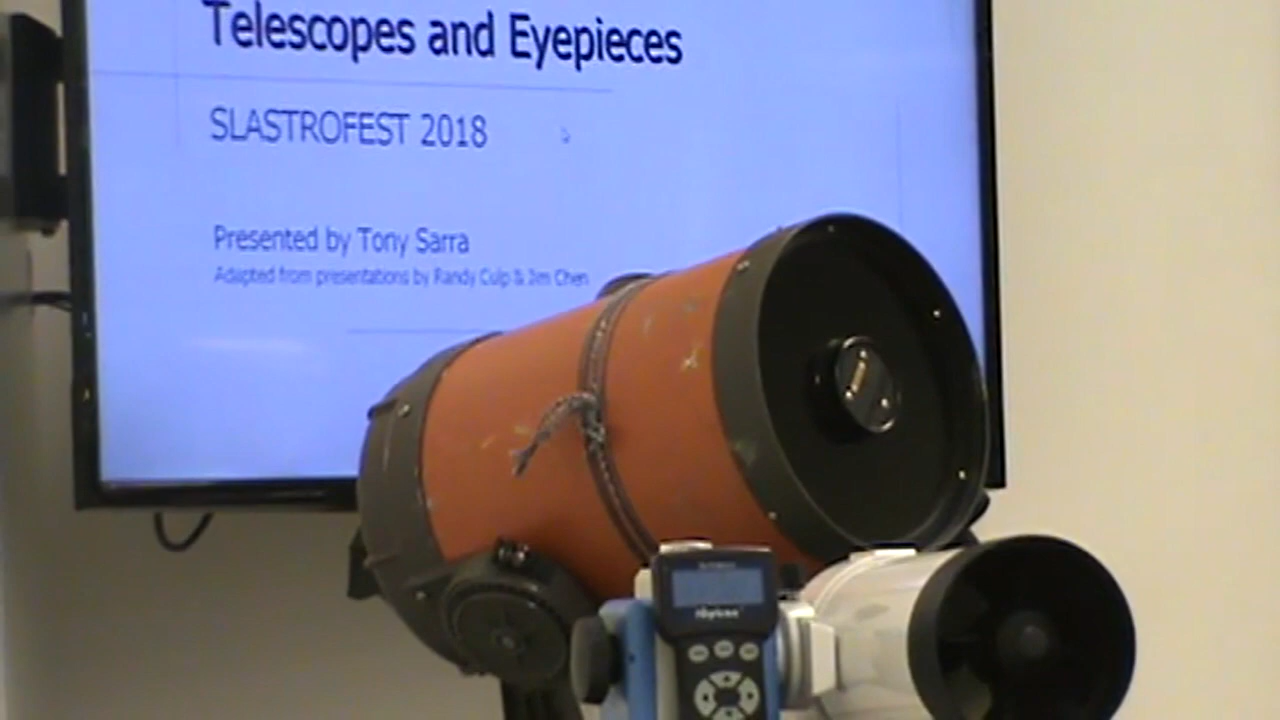 Telescopes and Eyepieces
SLASTROFEST 2018
Presented by Tony Sarra
Adapted from presentations by Randy Culp & Jim Chen